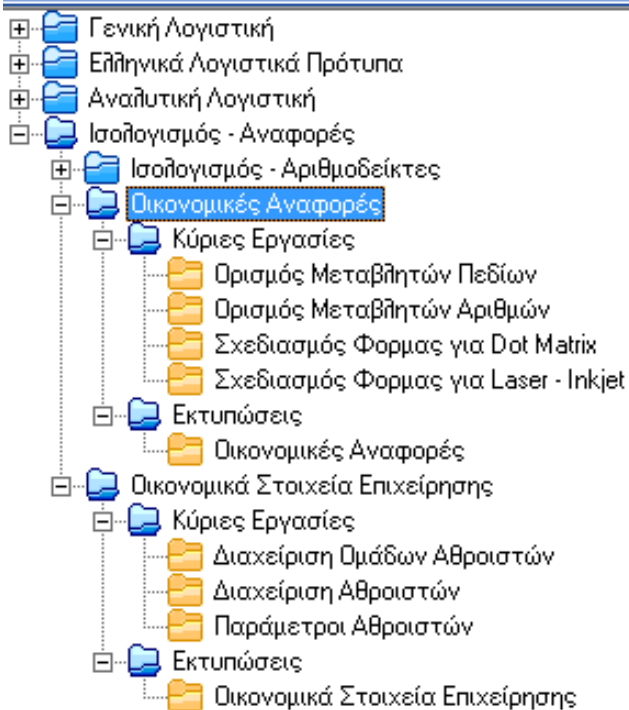 Γενική Λογιστική
Ελληνικά Λογιστικά Πρότυπα
Αναλυτική Λογιστική
Ισολογισμός - Αναφορές
Ισολογισμός - Αριθμοδείκτες
Οικονομικές Αναφορές
Κύριες Εργασίες
Ορισμός Μεταβλητών Πεδίων
Ορισμός Μεταβλητών Αριθμών
Σχεδιασμός Φορμας για Dot Matrix
Σχεδιασμός Φορμας για Laser - Inkjet
Εκτυπώσεις
Οικονομικές Αναφορές
Οικονομικά Στοιχεία Επιχείρησης
Κύριες Εργασίες
Διαχείριση Ομάδων Αθροιστών
Διαχείριση Αθροιστών
Παράμετροι Αθροιστών
Εκτυπώσεις
Οικονομικά Στοιχεία Επιχείρησης